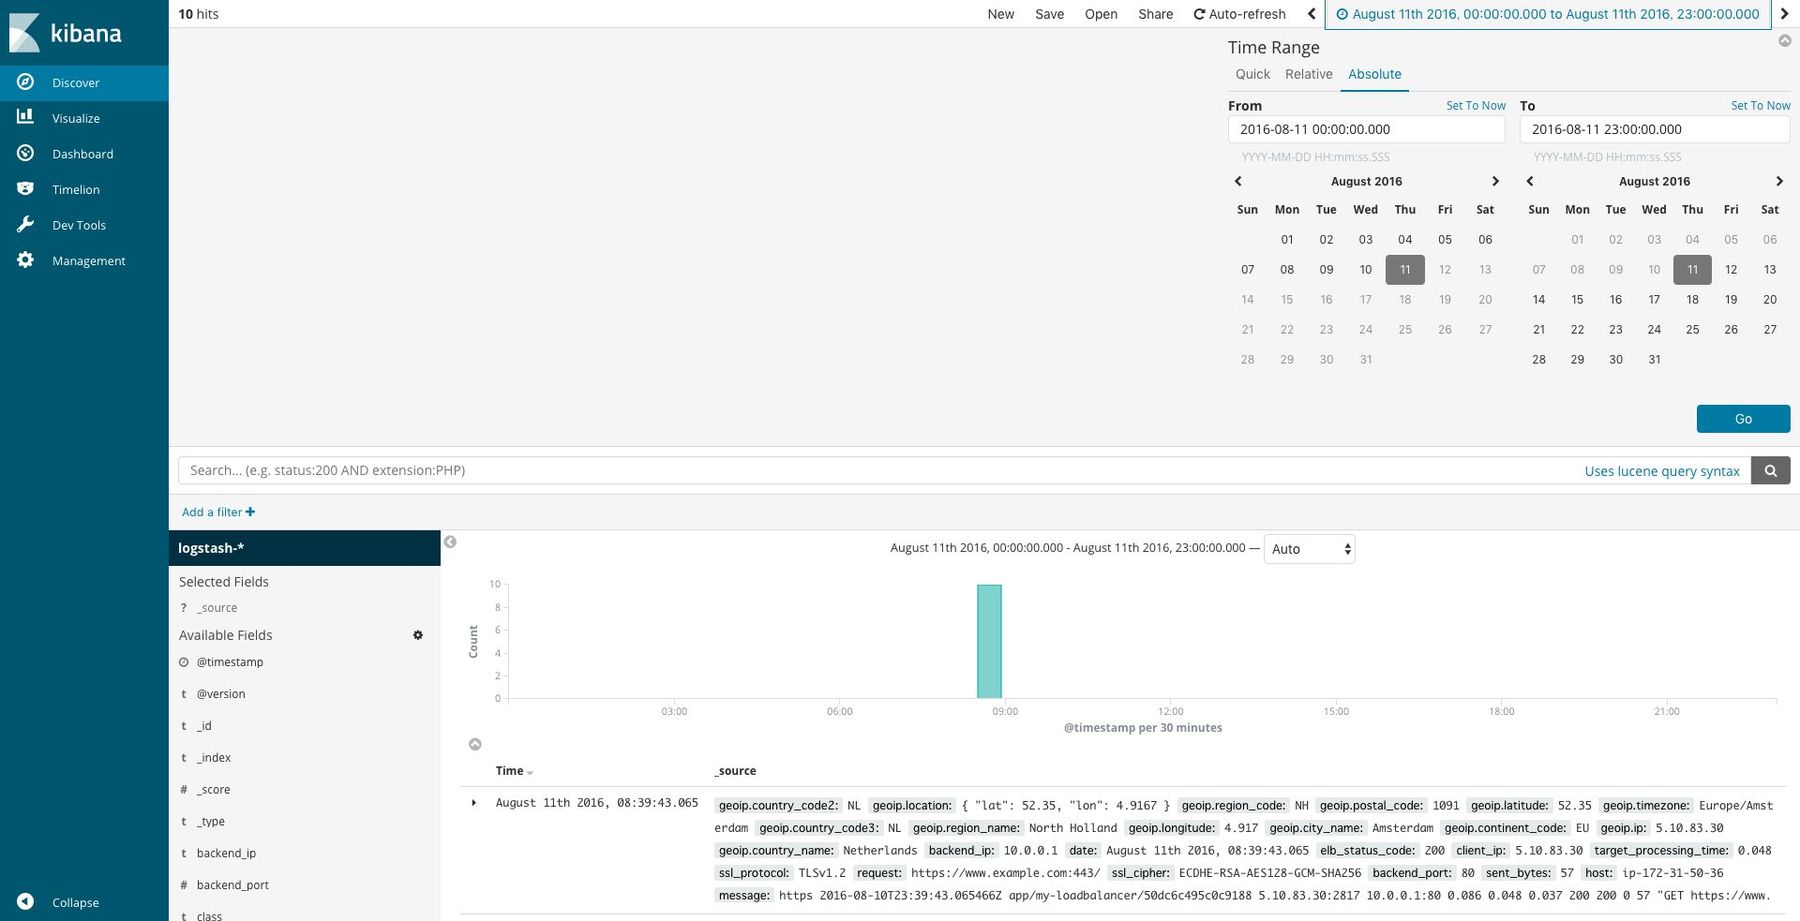 kibana
Discover
Visualize
Dashboard
Timelion
Dev Tools
Management
Collapse
10 hits
New Save Open Share Auto-refresh August 11th 2016, 00:00:00.000 to August 11th 2016, 23:00:00.000
Time Range
Quick Relative Absolute
From Set To Now To Set To Now
2016-08-11 00:00:00.000 2016-08-11 23:00:00.000
YYYY-MM-DD HH:mm:ss.SSS YYYY-MM-DD HH:mm:ss.SSS
August 2016 August 2016
Sun Mon Tue Wed Thu Fri Sat Sun Mon Tue Wed Thu Fri Sat
01 02 03 04 05 06 01 02 03 04 05 06
07 08 09 10 11 12 13 07 08 09 10 11 12 13
14 15 16 17 18 19 20 14 15 16 17 18 19 20
21 22 23 24 25 26 27 21 22 23 24 25 26 27
28 29 30 31 28 29 30 31
Go
Search... (e.g. status:200 AND extension:PHP) Uses lucene query syntax
Add a filter +
logstash-*
Selected Fields
? _source
Available Fields
@timestamp
t @version
t _id
t _index
# _score
t _type
t backend_ip
# backend_port
t class
August 11th 2016, 00:00:00.000 - August 11th 2016, 23:00:00.000 — Auto
Count
10
8
6
4
2
0
03:00 06:00 09:00 12:00 15:00 18:00 21:00
@timestamp per 30 minutes
Time _source
August 11th 2016, 08:39:43.065 geoip.country_code2: NL geoip.location: { "lat": 52.35, "lon": 4.9167 } geoip.region_code: NH geoip.postal_code: 1091 geoip.latitude: 52.35 geoip.timezone: Europe/Amst
erdam geoip.country_code3: NL geoip.region_name: North Holland geoip.longitude: 4.917 geoip.city_name: Amsterdam geoip.continent_code: EU geoip.ip: 5.10.83.30
geoip.country_name: Netherlands backend_ip: 10.0.0.1 date: August 11th 2016, 08:39:43.065 elb_status_code: 200 client_ip: 5.10.83.30 target_processing_time: 0.048
ssl_protocol: TLSv1.2 request: https://www.example.com:443/ ssl_cipher: ECDHE-RSA-AES128-GCM-SHA256 backend_port: 80 sent_bytes: 57 host: ip-172-31-50-36
message: https 2016-08-10T23:39:43.065466Z app/my-loadbalancer/50dc6c495c0c9188 5.10.83.30:2817 10.0.0.1:80 0.086 0.048 0.037 200 200 0 57 "GET https://www.